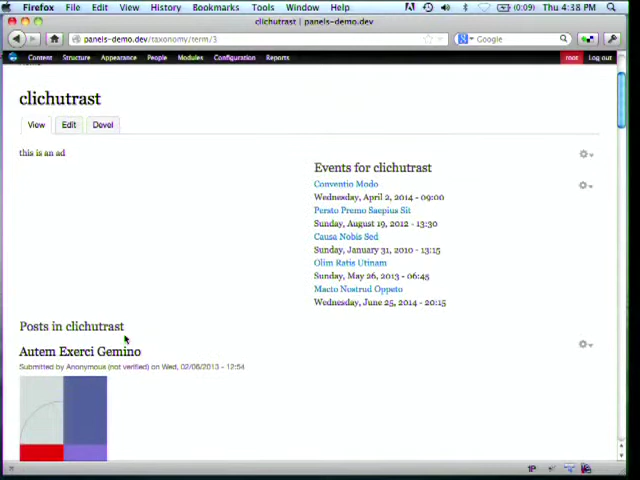 Firefox File Edit View History Bookmarks Tools Window Help (0:09) Thu 4:38 PM
clichutrast | panels-demo.dev
panels-demo.dev/taxonomy/term/3 Google
Content Structure Appearance People Modules Configuration Reports root Log out
clichutrast
View Edit Devel
this is an ad
Events for clichutrast
Conventio Modo
Wednesday, April 2, 2014 - 09:00
Persto Premo Saepius Sit
Sunday, August 19, 2012 - 13:30
Causa Nobis Sed
Sunday, January 31, 2010 - 13:15
Olim Ratis Utinam
Sunday, May 26, 2013 - 06:45
Macto Nostrud Oppeto
Wednesday, June 25, 2014 - 20:15
Posts in clichutrast
Autem Exerci Gemino
Submitted by Anonymous (not verified) on Wed, 02/06/2013 - 12:54